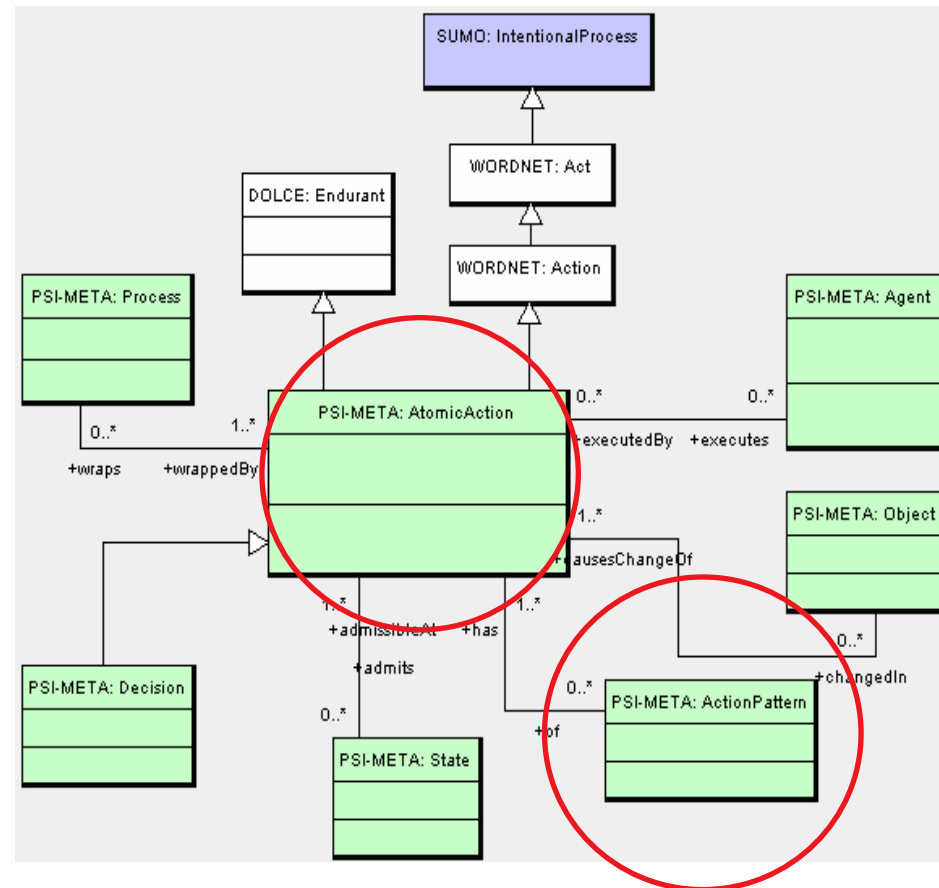 SUMO: IntentionalProcess
WORDNET: Act
DOLCE: Endurant
WORDNET: Action
PSI-META: Process
PSI-META: Agent
PSI-META: AtomicAction
0..*
1..*
+wraps
+wrappedBy
0..*
0..*
+executedBy
+executes
PSI-META: Object
1..*
+causesChangeOf
0..*
+changedIn
1..*
+admissibleAt
+admits
0..*
1..*
+has
0..*
+of
PSI-META: Decision
PSI-META: ActionPattern
PSI-META: State